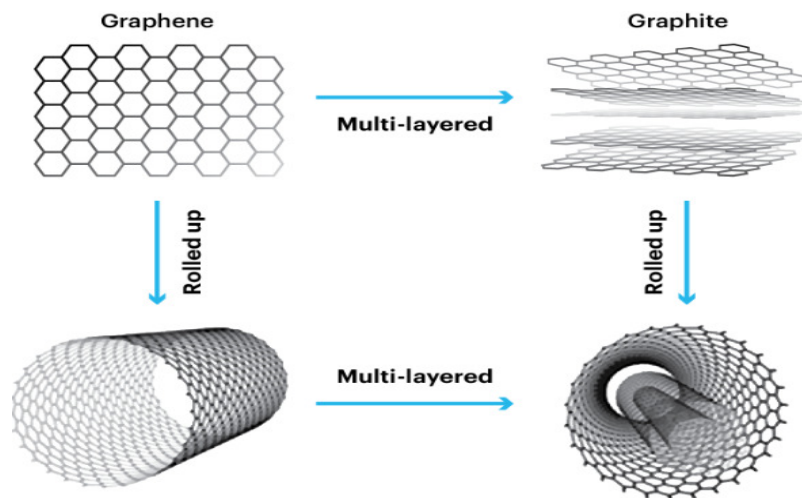 Graphene
Graphite
Multi-layered
Rolled up
Rolled up
Multi-layered